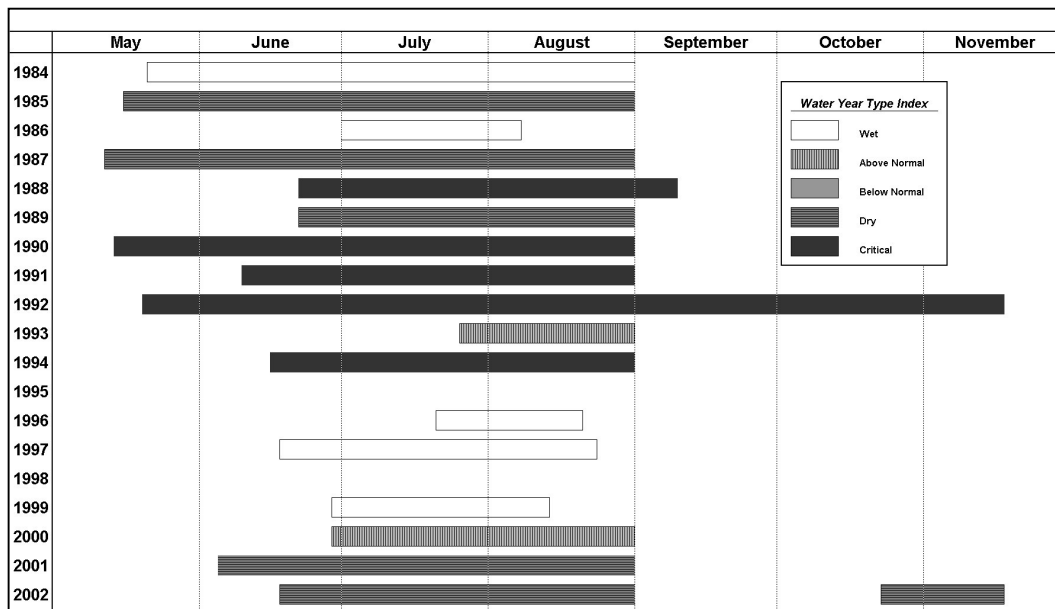 May June July August September October November
1984
1985
1986
1987
1988
1989
1990
1991
1992
1993
1994
1995
1996
1997
1998
1999
2000
2001
2002
Water Year Type Index
Wet
Above Normal
Below Normal
Dry
Critical